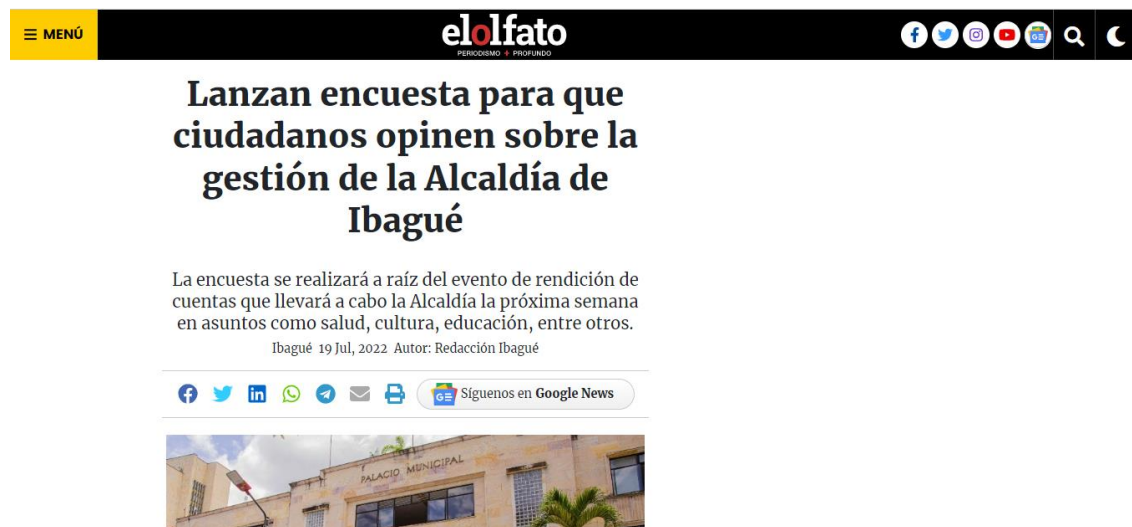 MENÚ
elolfato
PERIODISMO + PROFUNDO
Lanzan encuesta para que
ciudadanos opinen sobre la
gestión de la Alcaldía de
Ibagué
La encuesta se realizará a raíz del evento de rendición de
cuentas que llevará a cabo la Alcaldía la próxima semana
en asuntos como salud, cultura, educación, entre otros.
Ibagué 19 Jul, 2022 Autor: Redacción Ibagué
Síguenos en Google News
PALACIO MUNICIPAL